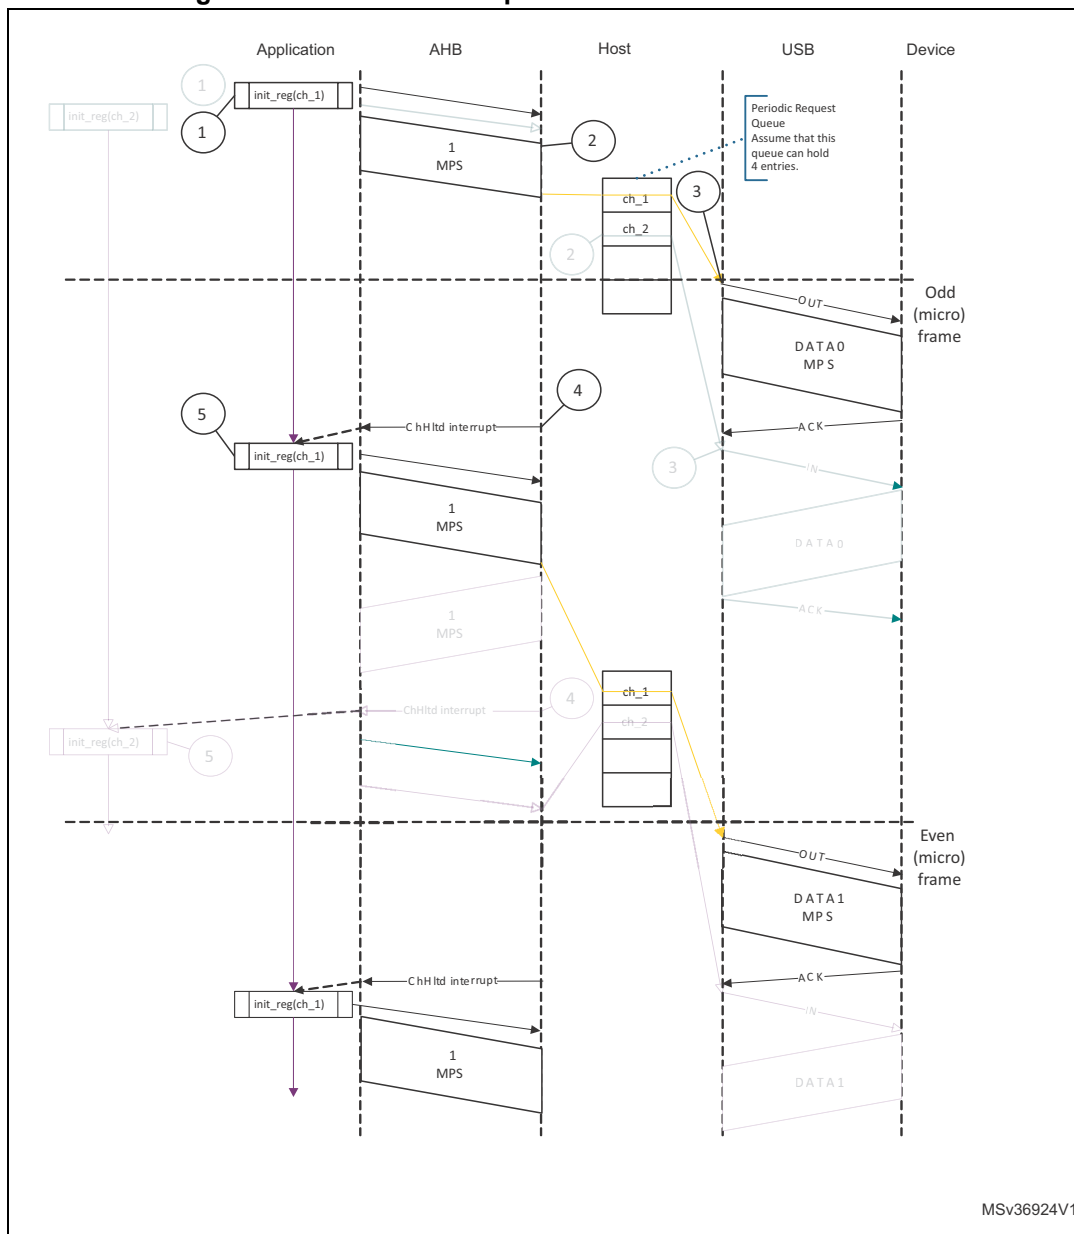 Application AHB Host USB Device
1
init_reg(ch_1)
init_reg(ch_2)
1
2
1
MPS
Periodic Request
Queue
Assume that this
queue can hold
4 entries.
3
ch_1
ch_2
2
Odd
(micro)
frame
OUT
DATA0
MPS
4
5
ChHltd interrupt
ACK
init_reg(ch_1)
3
IN
1
MPS
DATA0
ACK
1
MPS
ch_1
4
ChHltd interrupt
ch_2
init_reg(ch_2)
5
Even
(micro)
frame
OUT
DATA1
MPS
ChHltd interrupt
ACK
init_reg(ch_1)
IN
1
MPS
DATA1
MSv36924V1